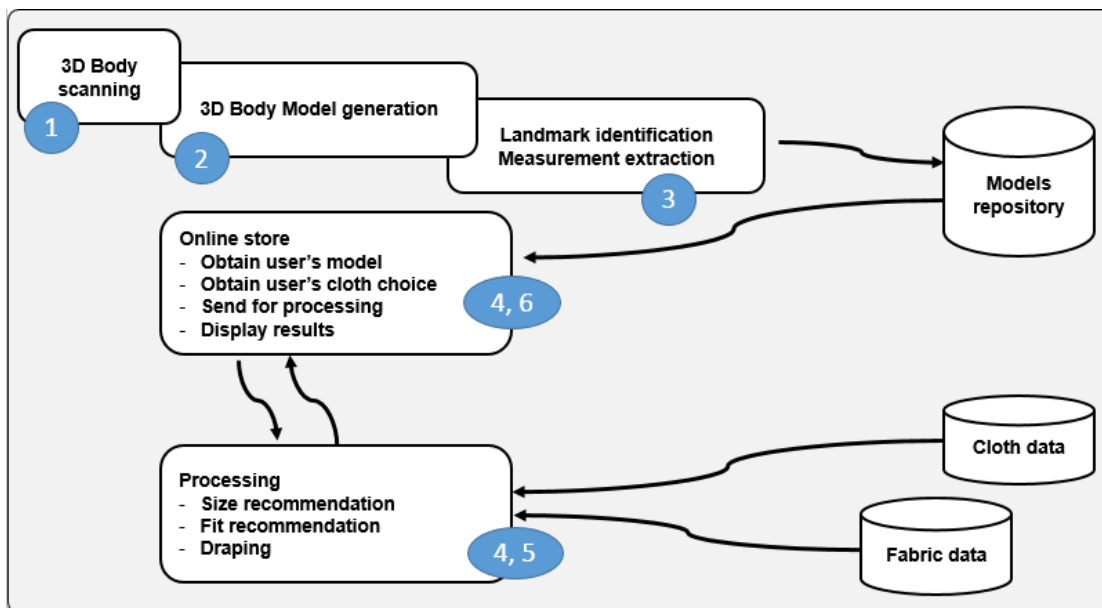 3D Body
scanning
1
3D Body Model generation
2
Landmark identification
Measurement extraction
3
Models
repository
Online store
- Obtain user's model
- Obtain user's cloth choice
- Send for processing
- Display results
4, 6
Processing
- Size recommendation
- Fit recommendation
- Draping
4, 5
Cloth data
Fabric data